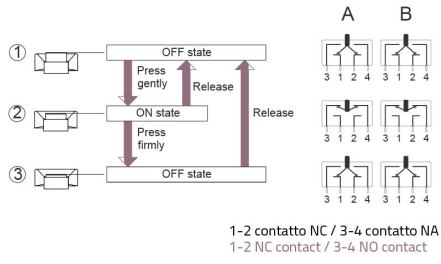 A B
① OFF state
3 1 2 4 3 1 2 4
Press gently
Release
② ON state
Release
3 1 2 4 3 1 2 4
Press firmly
③ OFF state
3 1 2 4 3 1 2 4
1-2 contatto NC / 3-4 contatto NA
1-2 NC contact / 3-4 NO contact